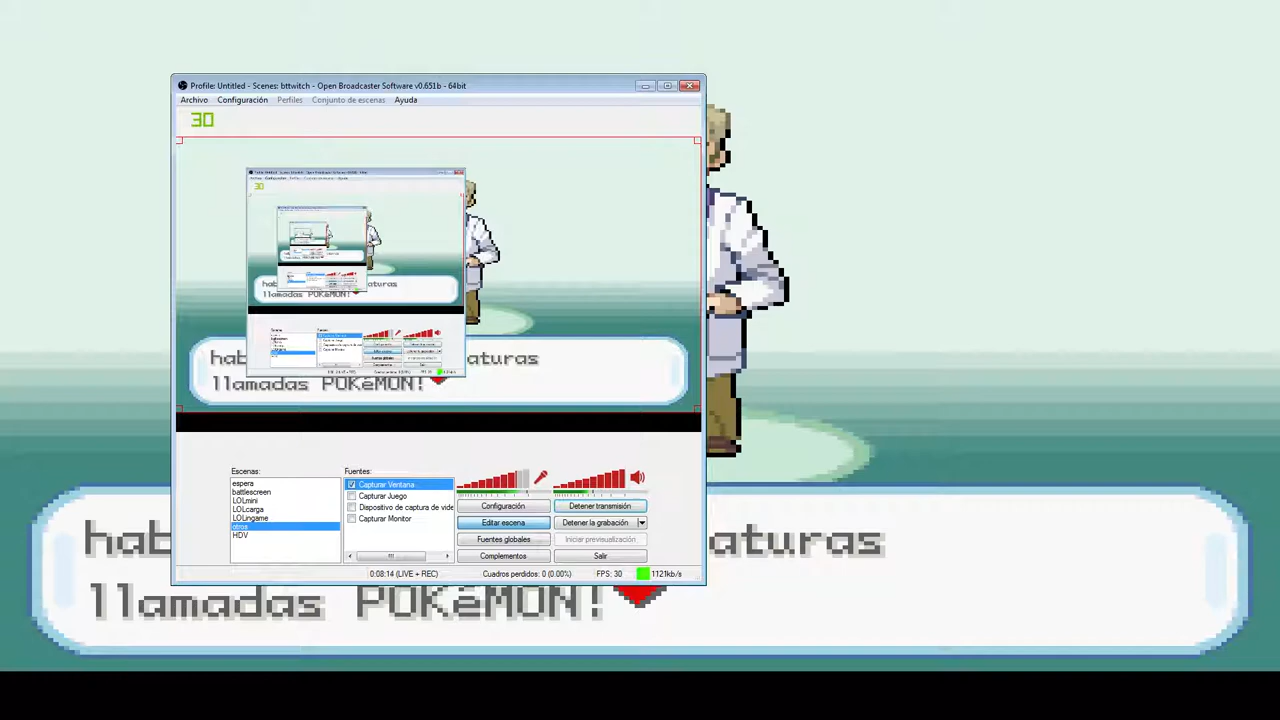 Profile: Untitled - Scenes: bttwitch - Open Broadcaster Software v0.651b - 64bit
Archivo Configuración Perfiles Conjunto de escenas Ayuda
30
30
hab aturas
llamadas POKéMON!
Escenas:
espera
battlescreen
LOLmini
LOLcarga
LOLingame
otros
HDV
Fuentes:
Capturar Ventana
Capturar Juego
Dispositivo de captura de vide
Capturar Monitor
Configuración
Detener transmisión
Editar escena
Detener la grabación
Fuentes globales
Iniciar previsualización
Complementos
Salir
0:08:14 (LIVE + REC) Cuadros perdidos: 0 (0.00%) FPS: 30 1121kb/s
hab aturas
llamadas POKéMON!